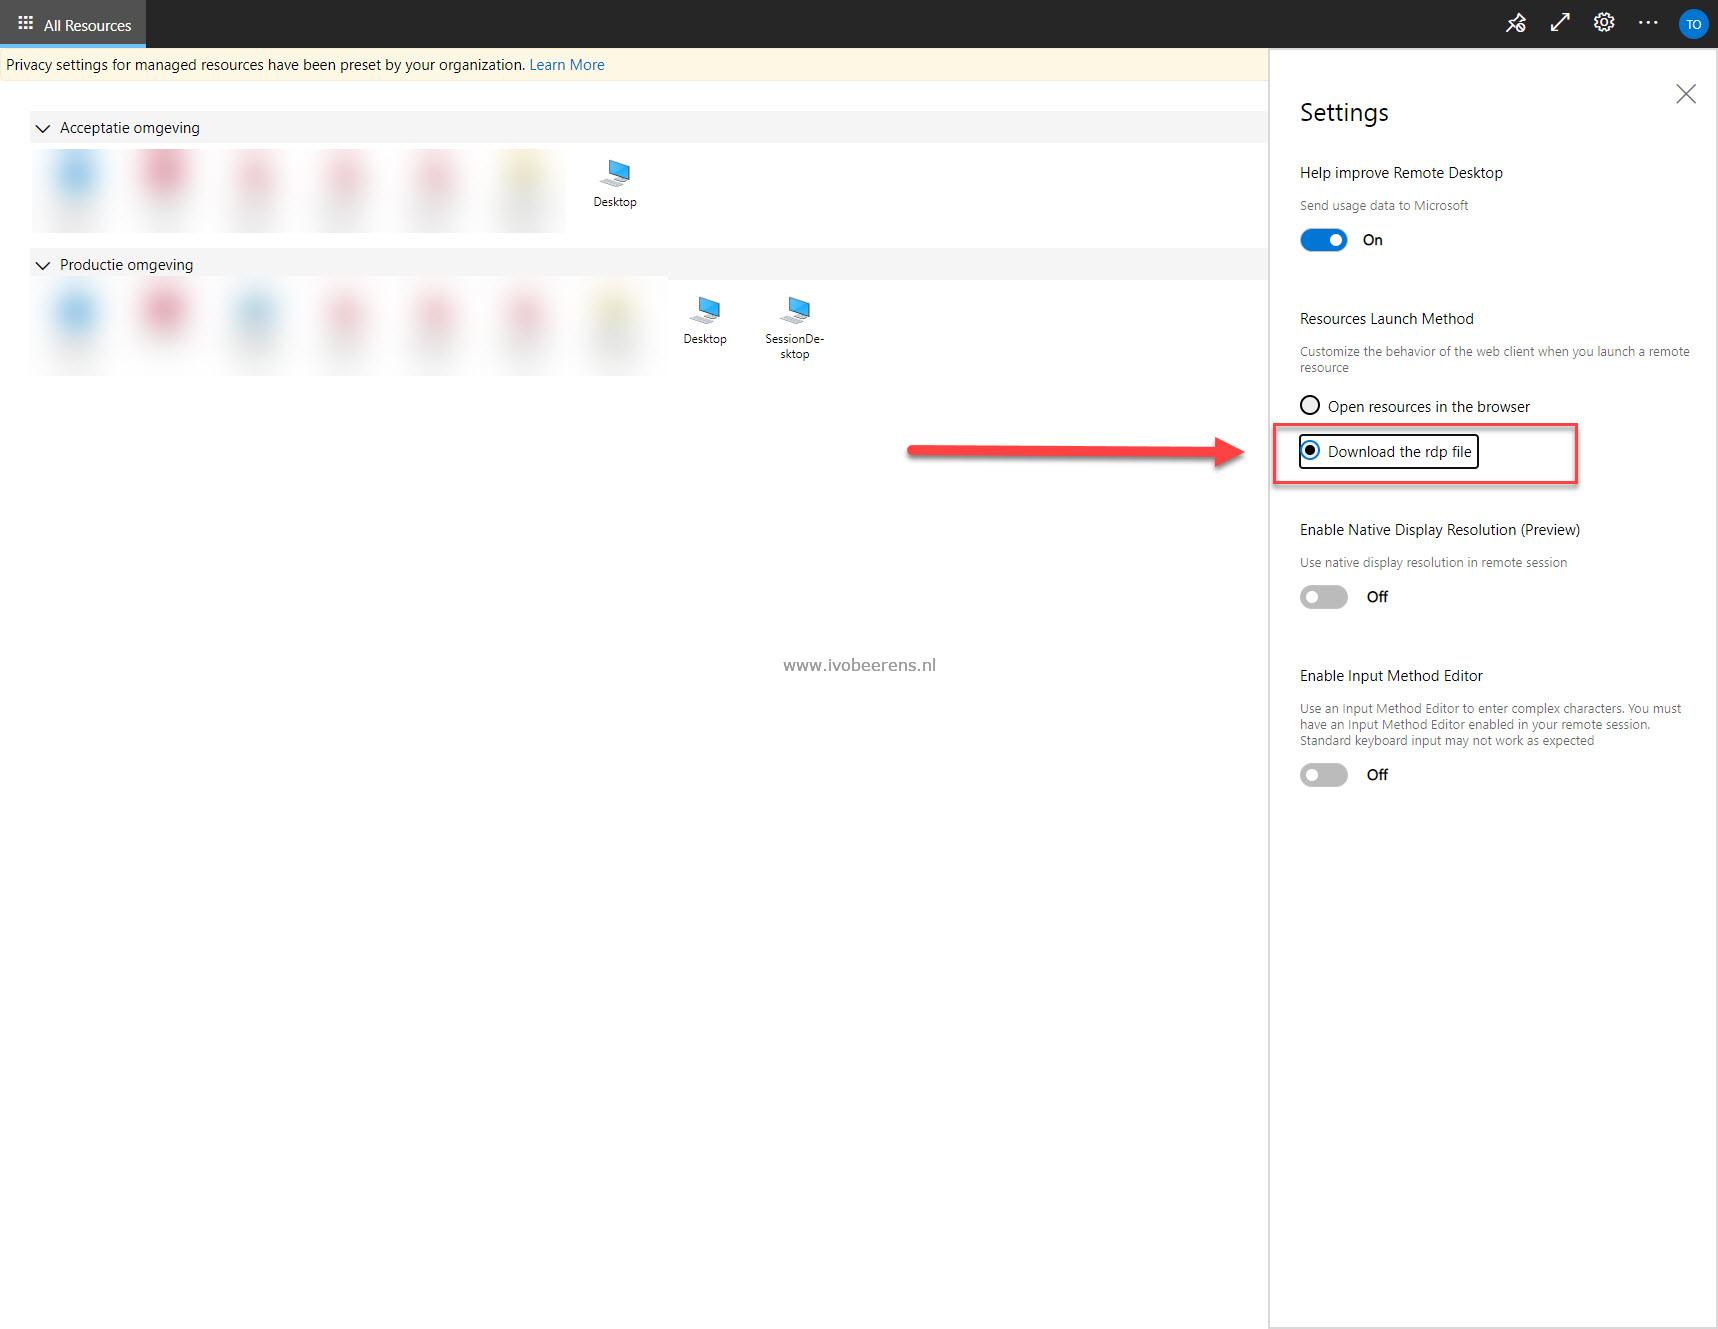 All Resources
TO
Privacy settings for managed resources have been preset by your organization. Learn More
Acceptatie omgeving
Desktop
Productie omgeving
Desktop
SessionDe-
sktop
www.ivobeerens.nl
Settings
Help improve Remote Desktop
Send usage data to Microsoft
On
Resources Launch Method
Customize the behavior of the web client when you launch a remote
resource
Open resources in the browser
Download the rdp file
Enable Native Display Resolution (Preview)
Use native display resolution in remote session
Off
Enable Input Method Editor
Use an Input Method Editor to enter complex characters. You must
have an Input Method Editor enabled in your remote session.
Standard keyboard input may not work as expected
Off